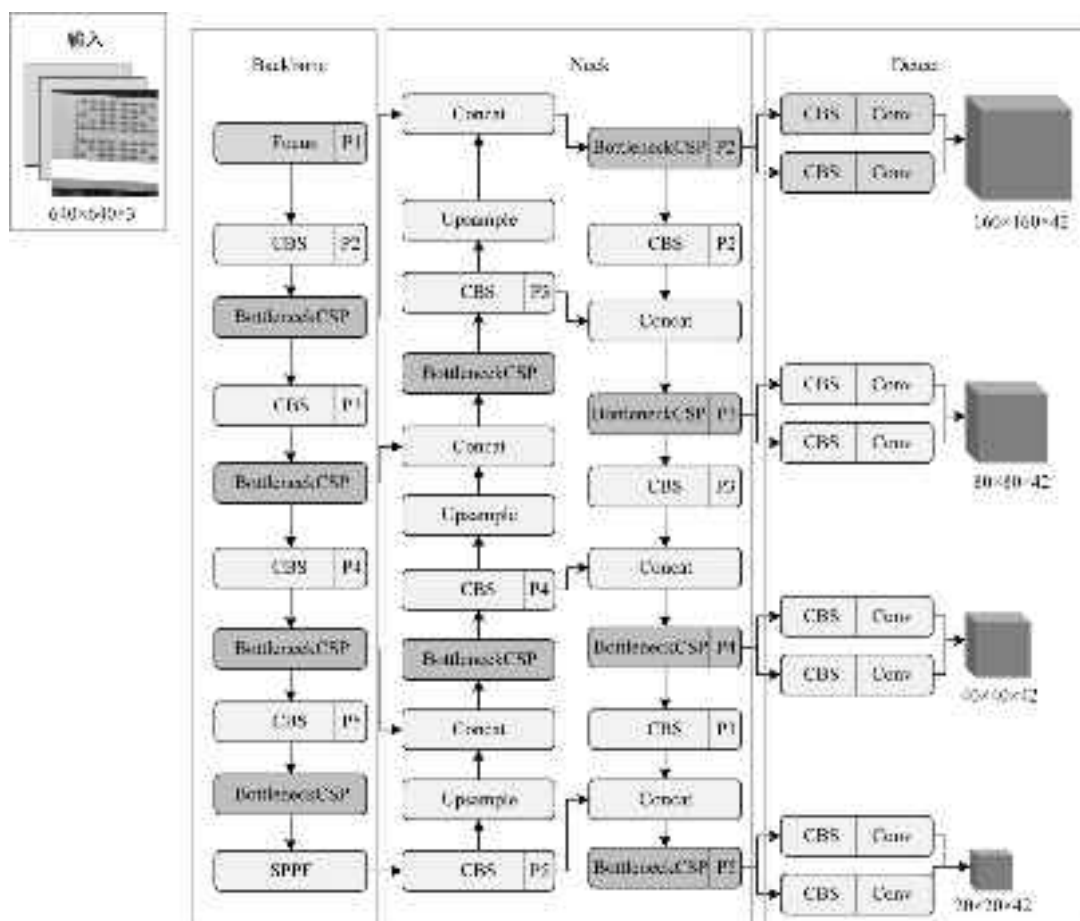 输入
640×640×3
Backbone
Focus P1
CBS P2
BottleneckCSP
CBS P3
BottleneckCSP
CBS P4
BottleneckCSP
CBS P5
BottleneckCSP
SPPF
Neck
Concat
Upsample
CBS P3
BottleneckCSP
Concat
Upsample
CBS P4
BottleneckCSP
Concat
Upsample
CBS P5
BottleneckCSP P2
CBS P2
Concat
BottleneckCSP P3
CBS P3
Concat
BottleneckCSP P4
CBS
Concat
BottleneckCSP P5
Detect
CBS Conv
CBS Conv
160×160×42
CBS Conv
CBS Conv
80×80×42
CBS Conv
CBS Conv
40×40×42
CBS Conv
CBS Conv
20×20×42